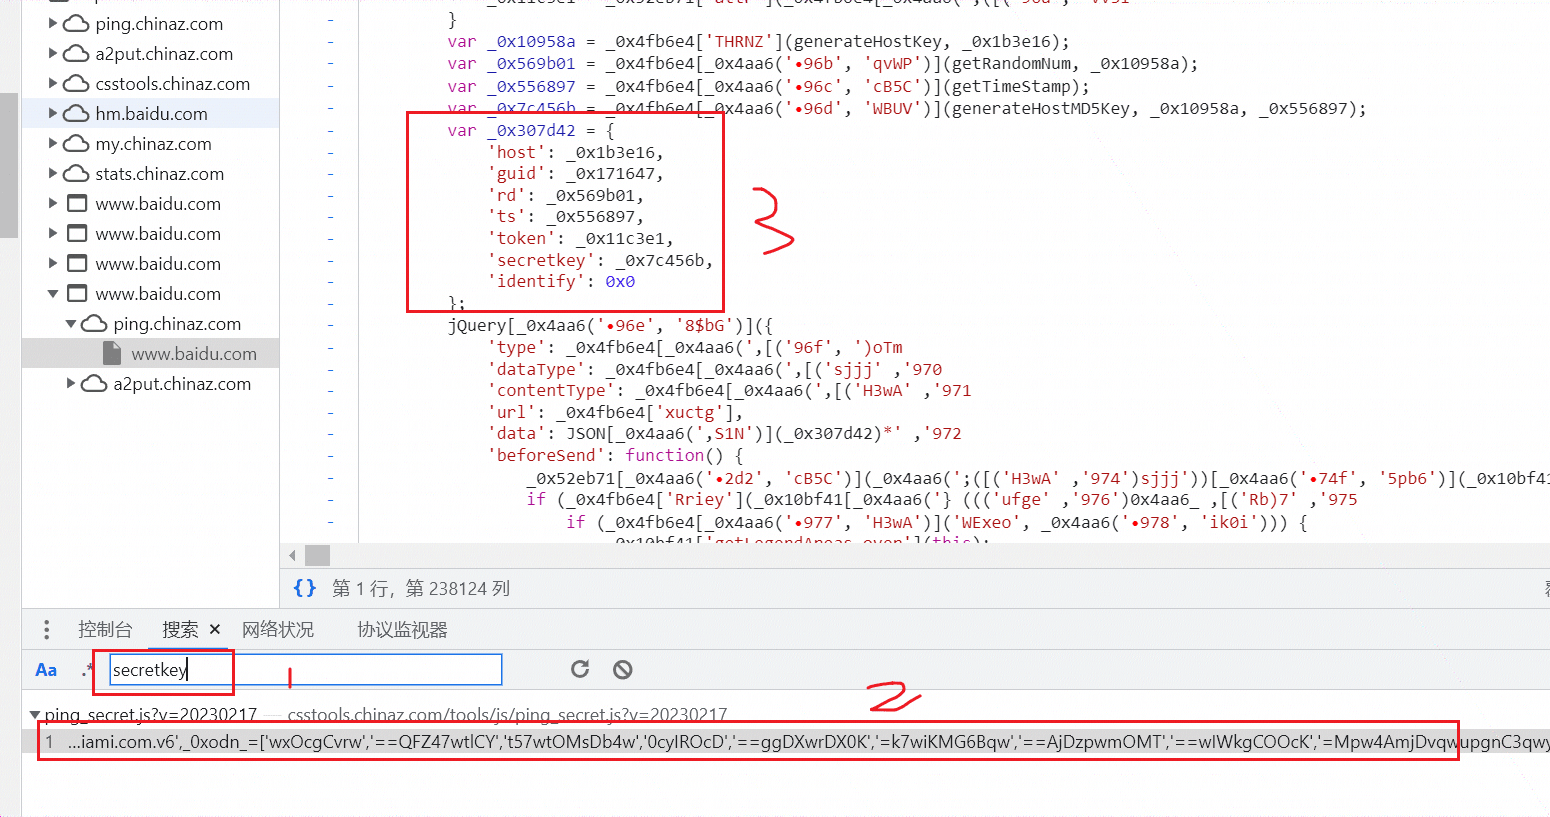 ping.chinaz.com
a2put.chinaz.com
csstools.chinaz.com
hm.baidu.com
my.chinaz.com
stats.chinaz.com
www.baidu.com
www.baidu.com
www.baidu.com
www.baidu.com
ping.chinaz.com
www.baidu.com
a2put.chinaz.com
}
var _0x10958a = _0x4fb6e4['THRNZ'](generateHostKey, _0x1b3e16);
var _0x569b01 = _0x4fb6e4[_0x4aa6('•96b', 'qvWP')](getRandomNum, _0x10958a);
var _0x556897 = _0x4fb6e4[_0x4aa6('•96c', 'cB5C')](getTimeStamp);
var _0x7c456b = _0x4fb6e4[_0x4aa6('•96d', 'WBUV')](generateHostMD5Key, _0x10958a, _0x556897);
var _0x307d42 = {
'host': _0x1b3e16,
'guid': _0x171647,
'rd': _0x569b01,
'ts': _0x556897,
'token': _0x11c3e1,
'secretkey': _0x7c456b,
'identify': 0x0
};
3
jQuery[_0x4aa6('•96e', '8$bG')]({
'type': _0x4fb6e4[_0x4aa6(',[('96f', ')oTm
'dataType': _0x4fb6e4[_0x4aa6(',[('sjjj' ,'970
'contentType': _0x4fb6e4[_0x4aa6(',[('H3wA' ,'971
'url': _0x4fb6e4['xuctg'],
'data': JSON[_0x4aa6(',S1N')](_0x307d42)*' ,'972
'beforeSend': function() {
_0x52eb71[_0x4aa6('•2d2', 'cB5C')](_0x4aa6(';([('H3wA' ,'974')sjjj'))[_0x4aa6('•74f', '5pb6')](_0x10bf41
if (_0x4fb6e4['Rriey'](_0x10bf41[_0x4aa6('} ((('ufge' ,'976')0x4aa6_ ,[('Rb)7' ,'975
if (_0x4fb6e4[_0x4aa6('•977', 'H3wA')]('WExeo', _0x4aa6('•978', 'ik0i'))) {
{} 第 1 行，第 238124 列
控制台 搜索 × 网络状况 协议监视器
Aa .* secretkey 1
2
ping_secret.js?v=20230217 — csstools.chinaz.com/tools/js/ping_secret.js?v=20230217
1 ...iami.com.v6',_0xodn_=['wxOcgCvrw','==QFZ47wtlCY','t57wtOMsDb4w','0cyIROcD','==ggDXwrDX0K','=k7wiKMG6Bqw','==AjDzpwmOMT','==wIWkgCOOcK','=Mpw4AmjDvqwupgnC3qwy